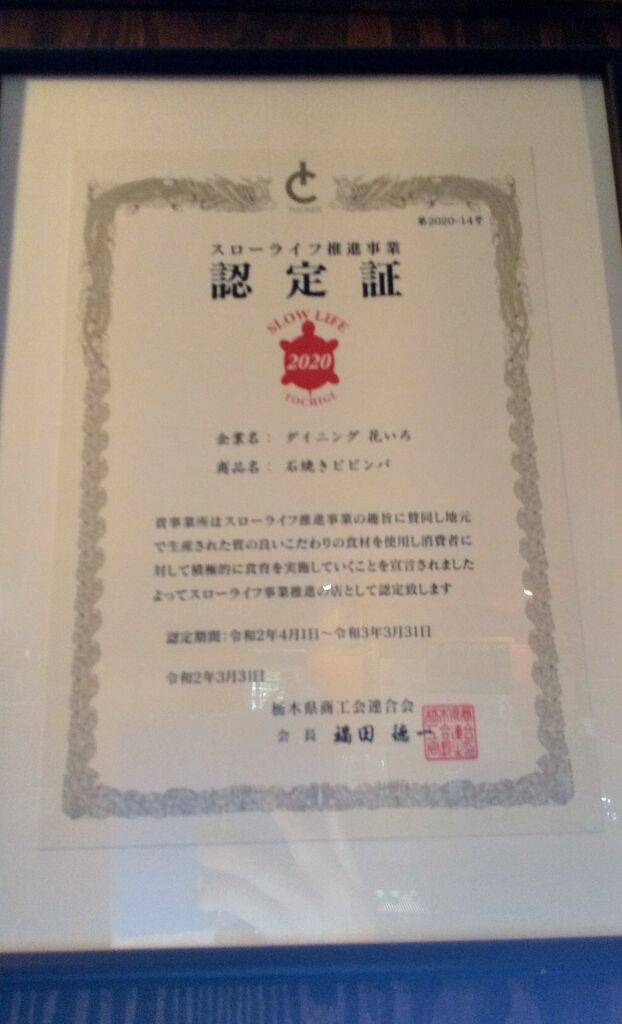 第2020-14号
スローライフ推進事業
認定証
SLOW LIFE
2020
TOCHIGI
企業名： ダイニング 花いろ
商品名： 石焼きビビンバ
貴事業所はスローライフ推進事業の趣旨に賛同し地元
で生産された質の良いこだわりの食材を使用し消費者に
対して積極的に食育を実施していくことを宣言されました
よってスローライフ事業推進の店として認定致します
認定期間：令和2年4月1日～令和3年3月31日
令和2年3月31日
栃木県商工会連合会
会長 福田 徳一